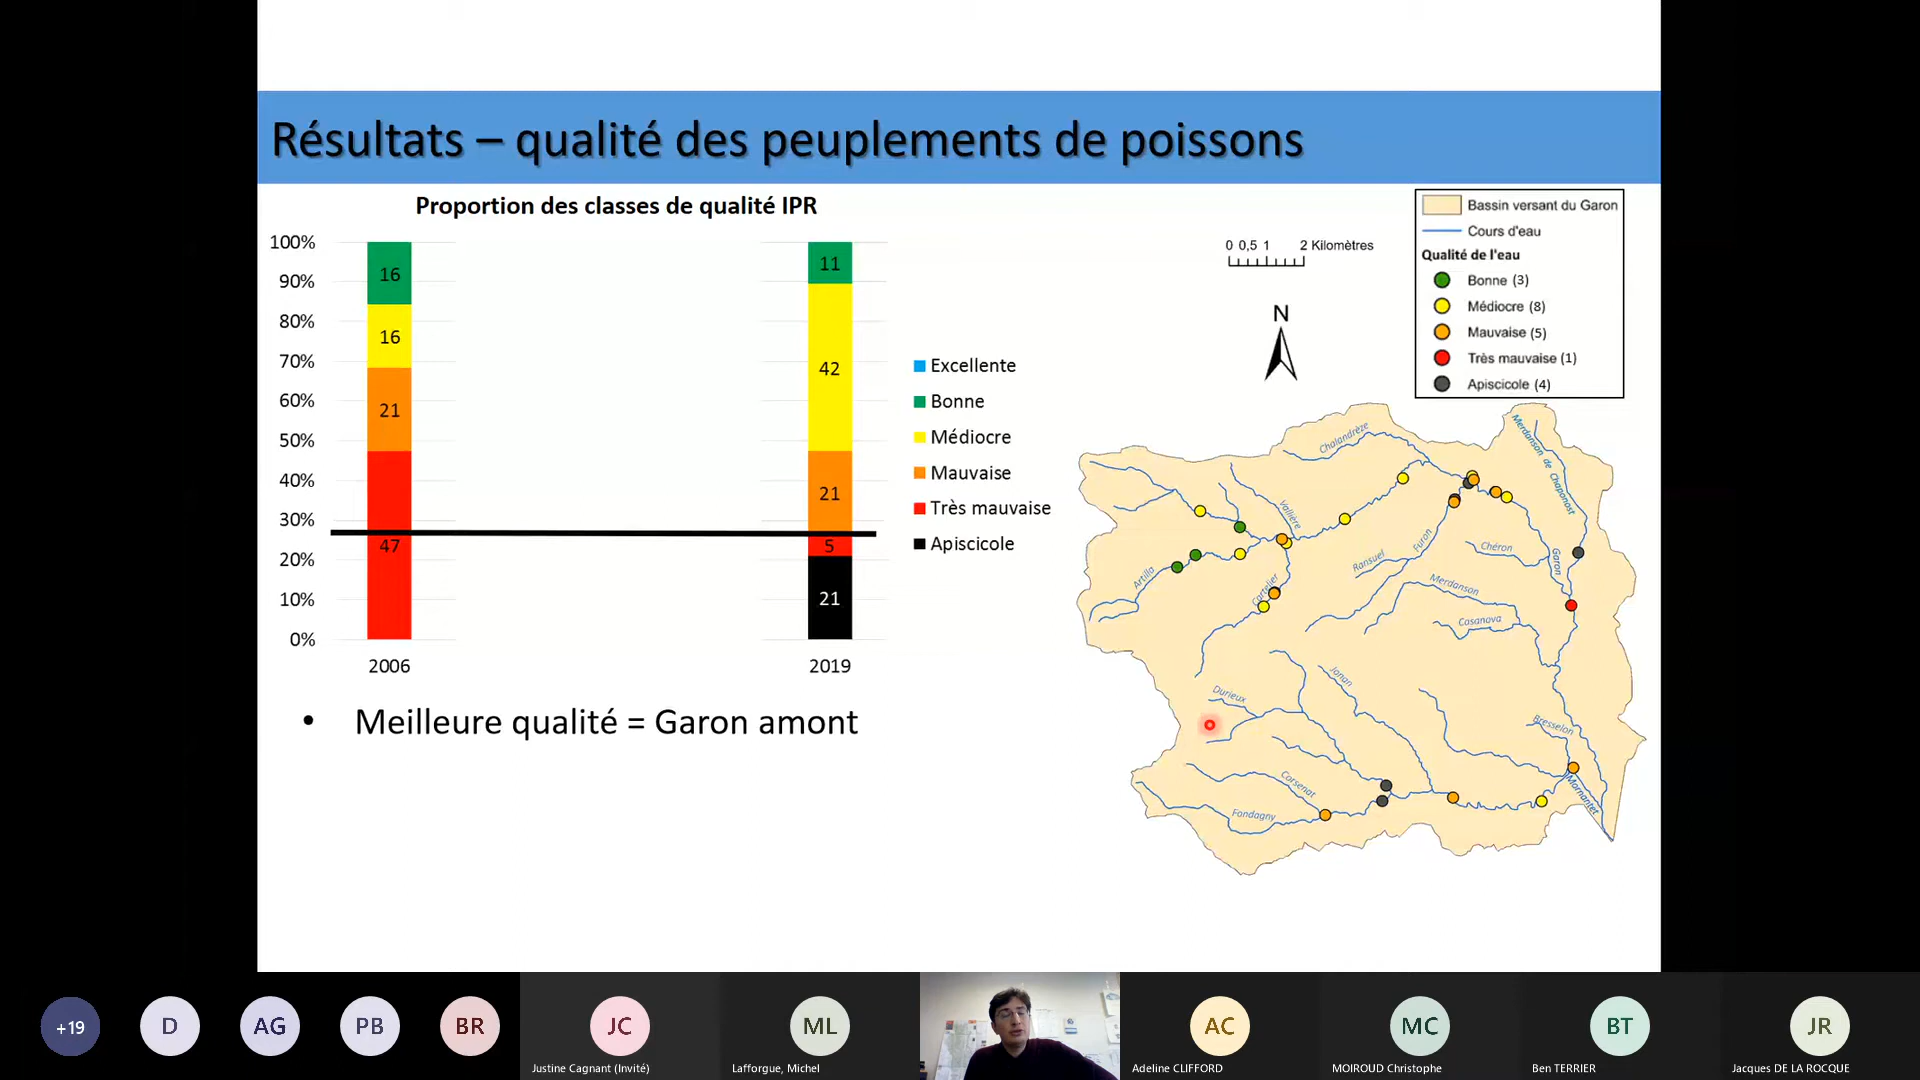 Résultats – qualité des peuplements de poissons
Proportion des classes de qualité IPR
100%
90%
80%
70%
60%
50%
40%
30%
20%
10%
0%
16
16
21
47
2006
11
42
21
5
21
2019
Excellente
Bonne
Médiocre
Mauvaise
Très mauvaise
Apiscicole
• Meilleure qualité = Garon amont
0 0,5 1 2 Kilomètres
N
Bassin versant du Garon
Cours d'eau
Qualité de l'eau
Bonne (3)
Médiocre (8)
Mauvaise (5)
Très mauvaise (1)
Apiscicole (4)
Chalandrèze
Merdanson de Chaponost
Vallière
Furon
Ransuel
Chéron
Garon
Artilla
Cartelier
Merdanson
Casanova
Jonan
Durieux
Bresselon
Corsenat
Fondagny
Mornantet
+19
D
AG
PB
BR
JC
Justine Cagnant (Invité)
ML
Lafforgue, Michel
AC
Adeline CLIFFORD
MC
MOIROUD Christophe
BT
Ben TERRIER
JR
Jacques DE LA ROCQUE